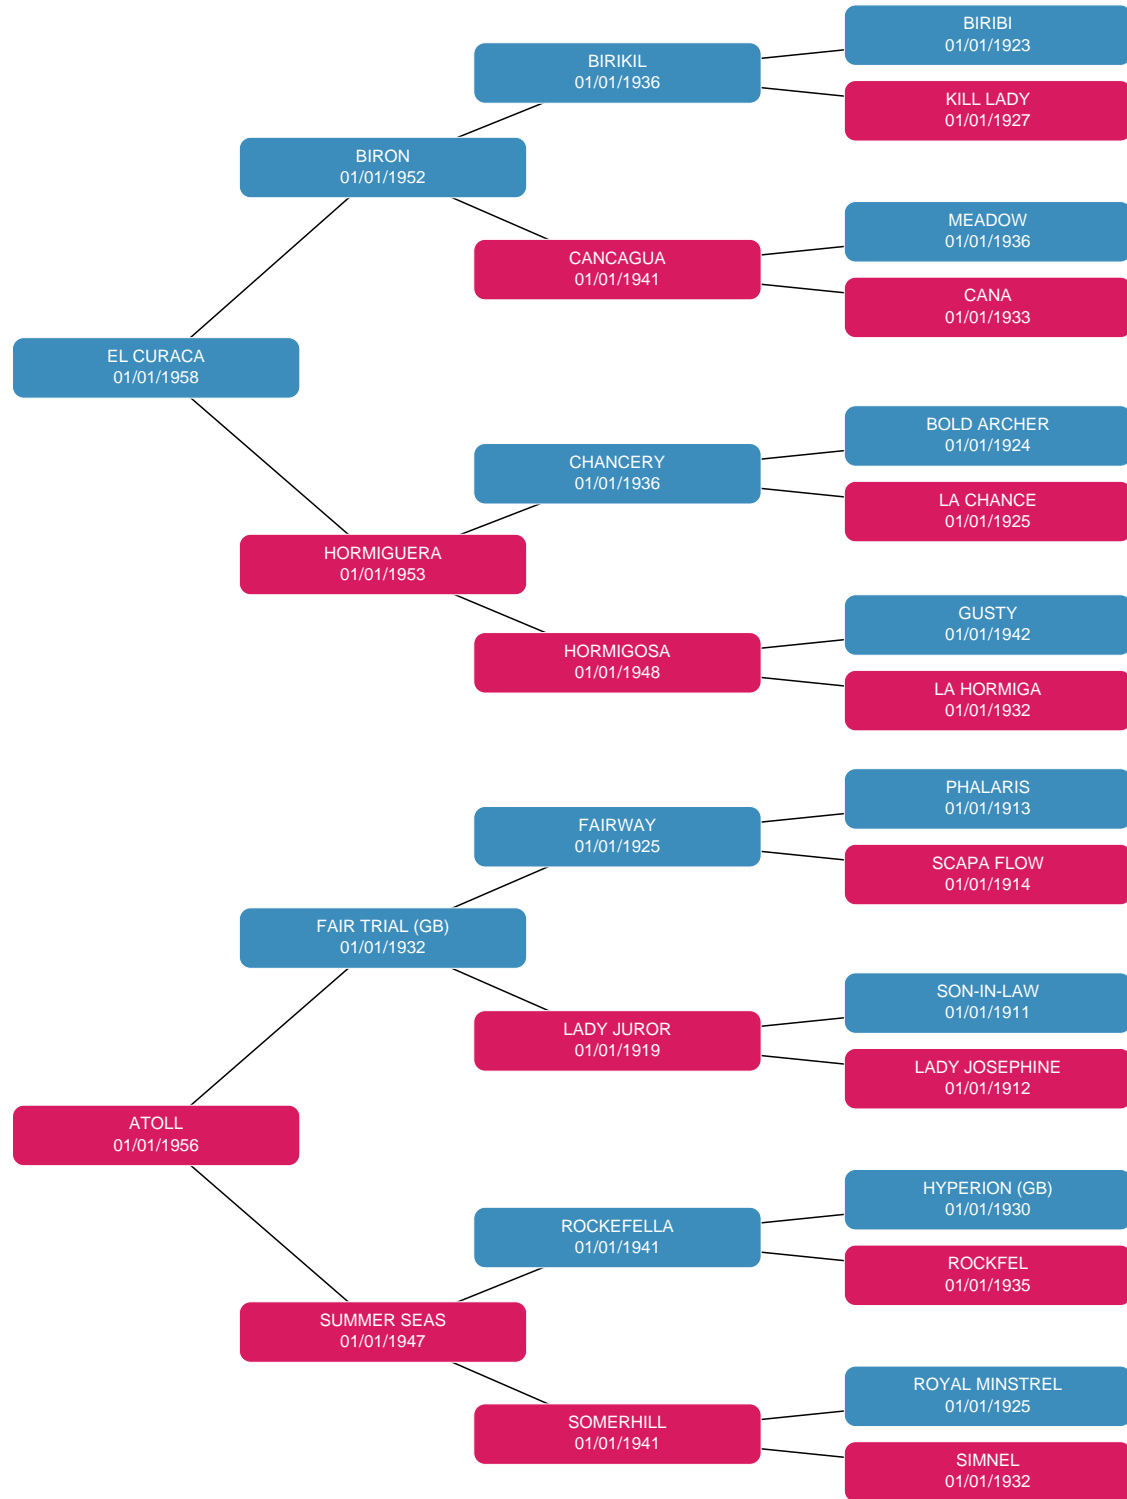 BIRIBI
01/01/1923
BIRIKIL
01/01/1936
KILL LADY
01/01/1927
BIRON
01/01/1952
MEADOW
01/01/1936
CANCAGUA
01/01/1941
CANA
01/01/1933
EL CURACA
01/01/1958
BOLD ARCHER
01/01/1924
CHANCERY
01/01/1936
LA CHANCE
01/01/1925
HORMIGUERA
01/01/1953
GUSTY
01/01/1942
HORMIGOSA
01/01/1948
LA HORMIGA
01/01/1932
PHALARIS
01/01/1913
FAIRWAY
01/01/1925
SCAPA FLOW
01/01/1914
FAIR TRIAL (GB)
01/01/1932
SON-IN-LAW
01/01/1911
LADY JUROR
01/01/1919
LADY JOSEPHINE
01/01/1912
ATOLL
01/01/1956
HYPERION (GB)
01/01/1930
ROCKEFELLA
01/01/1941
ROCKFEL
01/01/1935
SUMMER SEAS
01/01/1947
ROYAL MINSTREL
01/01/1925
SOMERHILL
01/01/1941
SIMNEL
01/01/1932